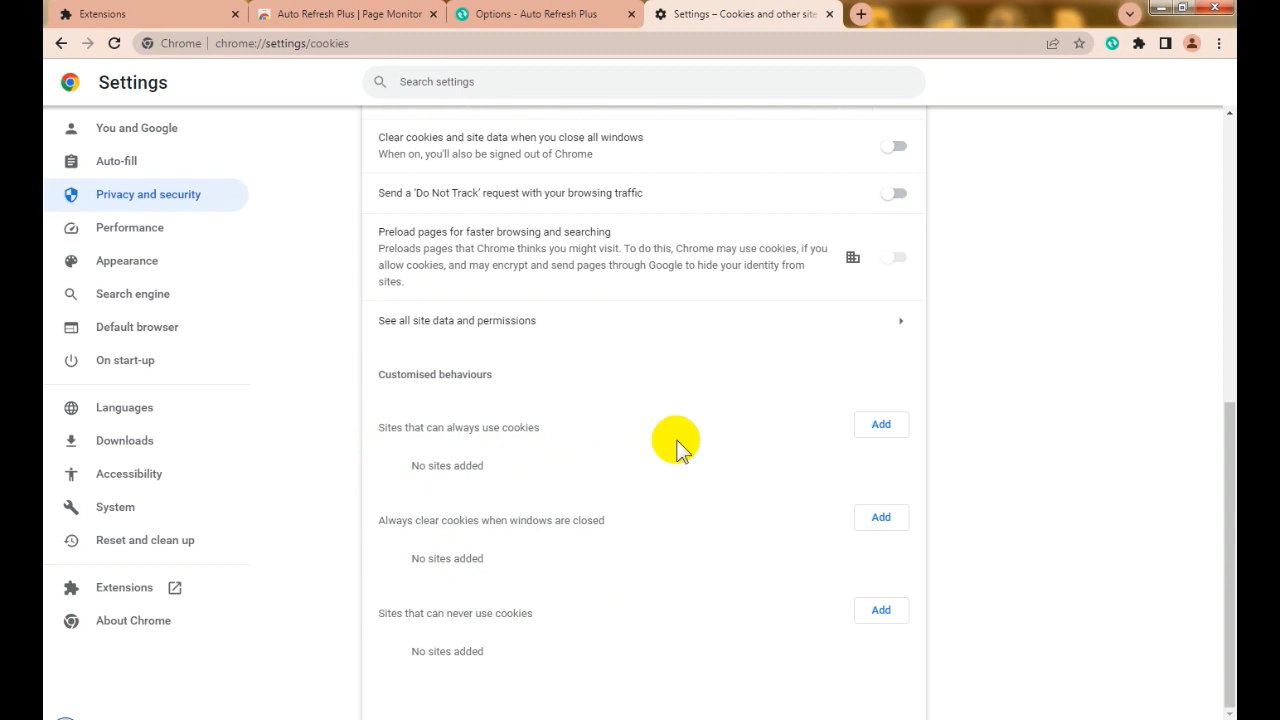 Extensions
Auto Refresh Plus | Page Monitor
Options - Auto Refresh Plus
Settings – Cookies and other site
Chrome | chrome://settings/cookies
Settings
Search settings
You and Google
Auto-fill
Privacy and security
Performance
Appearance
Search engine
Default browser
On start-up
Languages
Downloads
Accessibility
System
Reset and clean up
Extensions
About Chrome
Clear cookies and site data when you close all windows
When on, you'll also be signed out of Chrome
Send a 'Do Not Track' request with your browsing traffic
Preload pages for faster browsing and searching
Preloads pages that Chrome thinks you might visit. To do this, Chrome may use cookies, if you
allow cookies, and may encrypt and send pages through Google to hide your identity from
sites.
See all site data and permissions
Customised behaviours
Sites that can always use cookies
Add
No sites added
Always clear cookies when windows are closed
Add
No sites added
Sites that can never use cookies
Add
No sites added